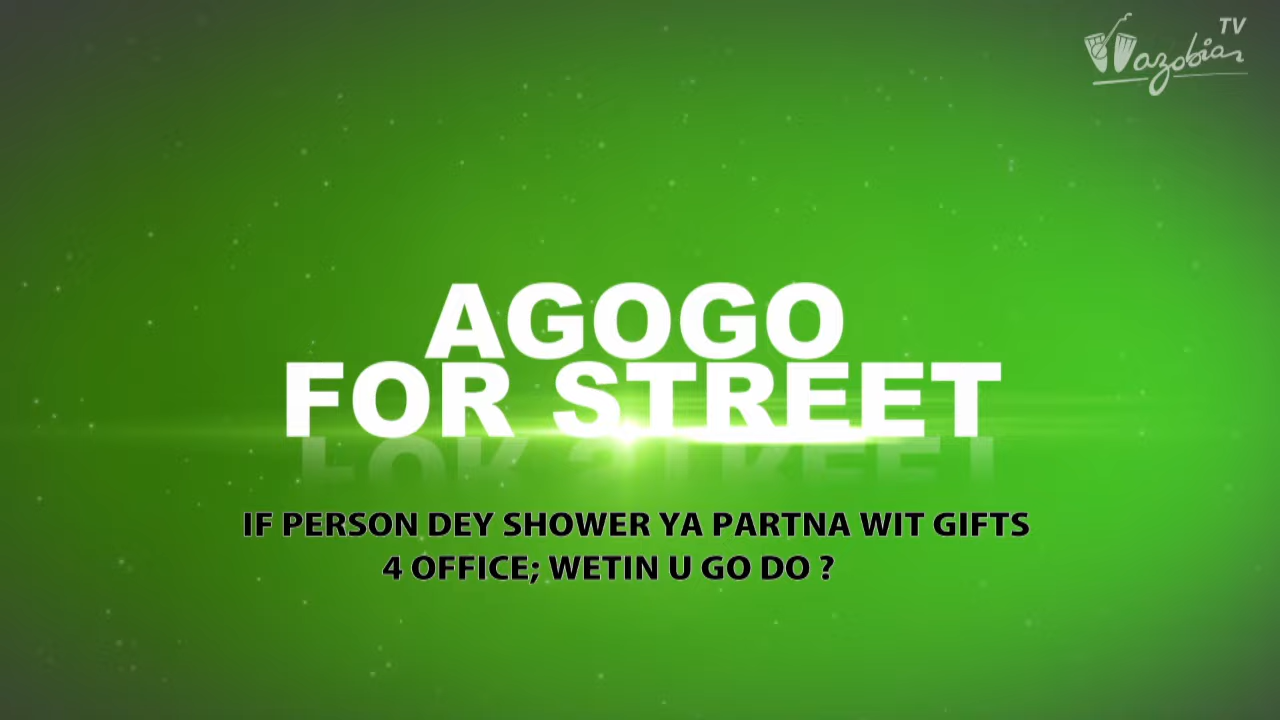 TV
Wazobia
AGOGO
FOR STREET
IF PERSON DEY SHOWER YA PARTNA WIT GIFTS
4 OFFICE; WETIN U GO DO ?